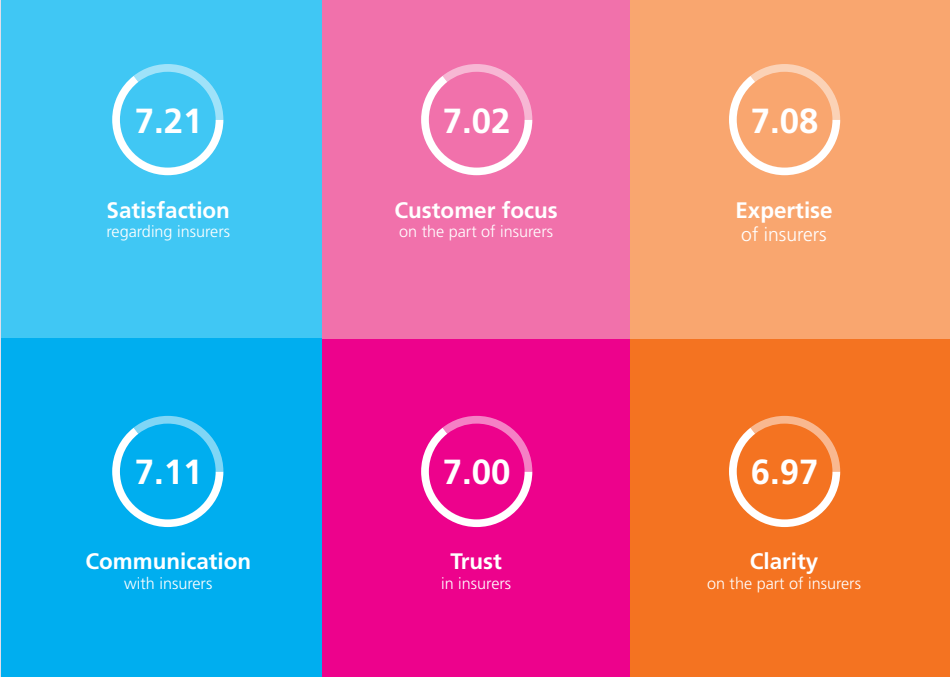 7.21
Satisfaction
regarding insurers
7.02
Customer focus
on the part of insurers
7.08
Expertise
of insurers
7.11
Communication
with insurers
7.00
Trust
in insurers
6.97
Clarity
on the part of insurers